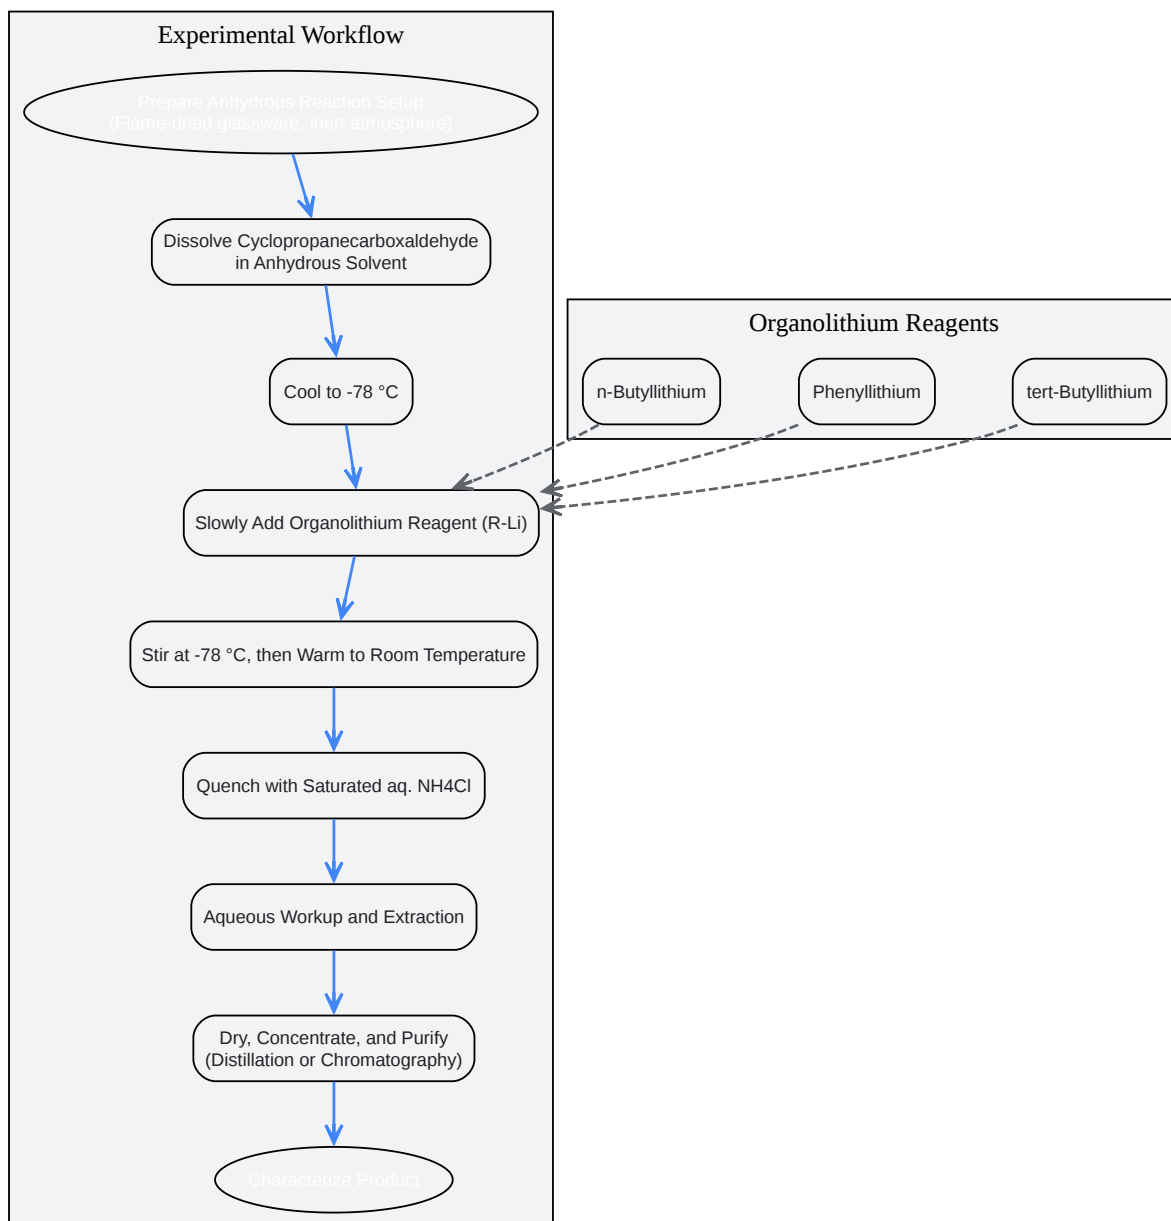 Experimental Workflow
Prepare Anhydrous Reaction Setup
(Flame-dried glassware, inert atmosphere)
Dissolve Cyclopropanecarboxaldehyde
in Anhydrous Solvent
Cool to -78 °C
Organolithium Reagents
n-Butyllithium
Phenyllithium
tert-Butyllithium
Slowly Add Organolithium Reagent (R-Li)
Stir at -78 °C, then Warm to Room Temperature
Quench with Saturated aq. NH4Cl
Aqueous Workup and Extraction
Dry, Concentrate, and Purify
(Distillation or Chromatography)
Characterize Product